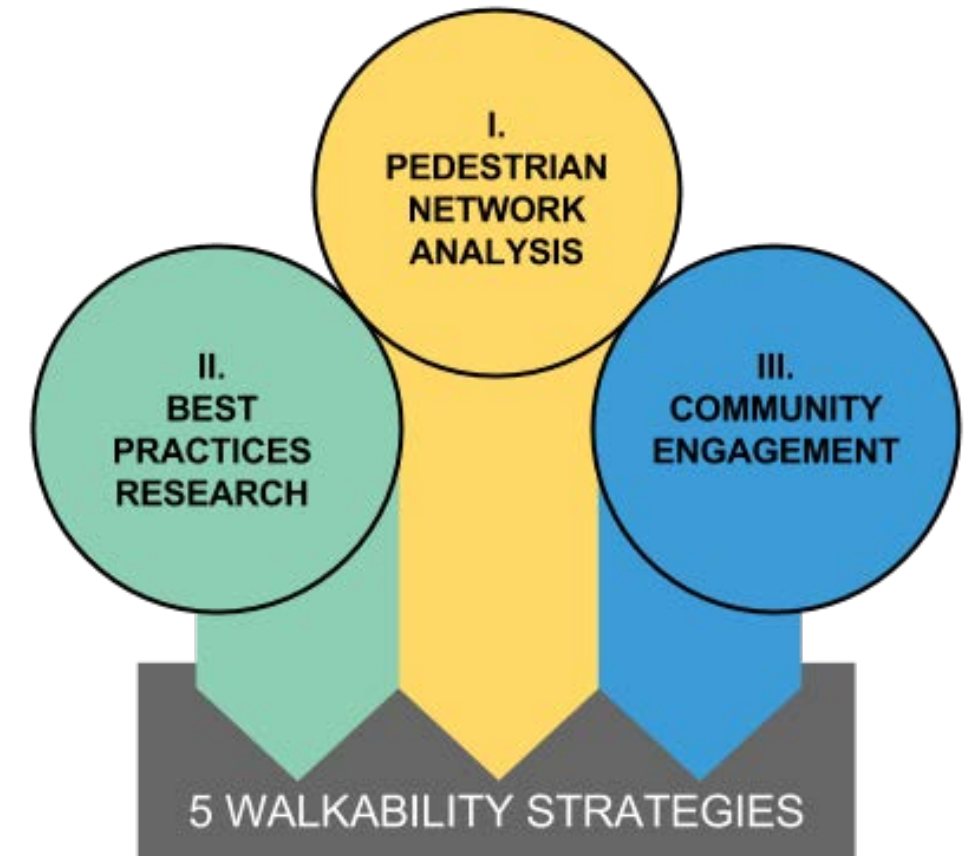 I.
PEDESTRIAN
NETWORK
ANALYSIS
II.
BEST
PRACTICES
RESEARCH
III.
COMMUNITY
ENGAGEMENT
5 WALKABILITY STRATEGIES